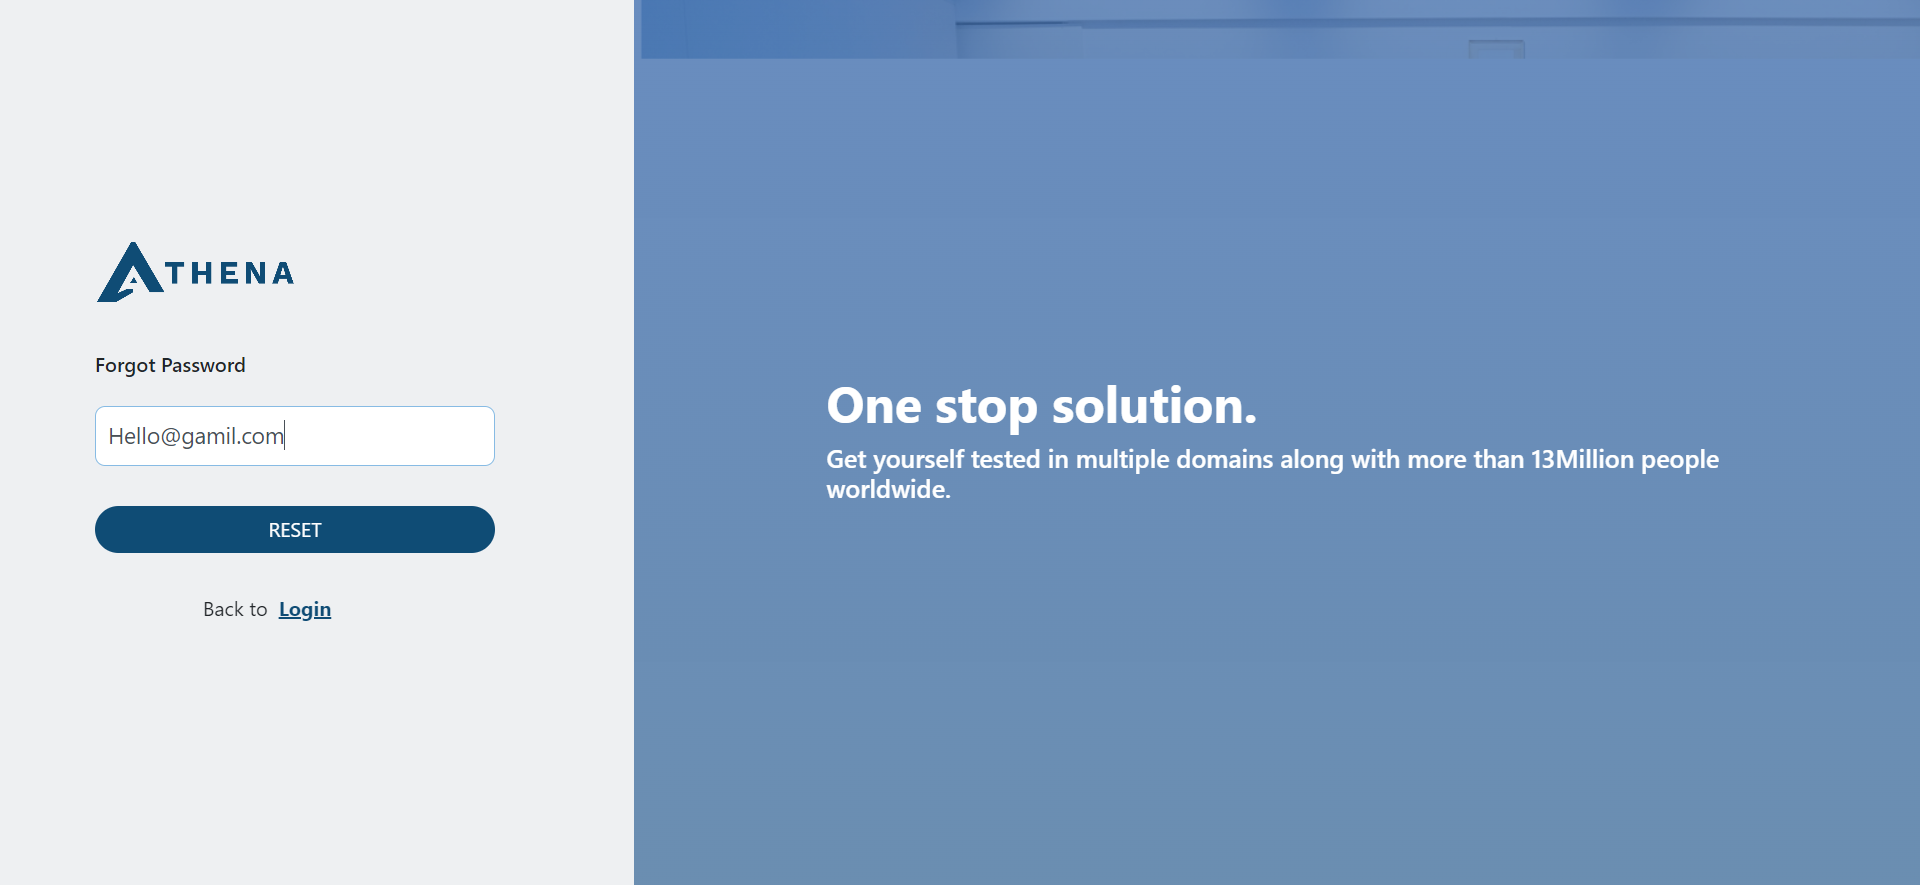 ATHENA
Forgot Password
Hello@gamil.com
RESET
Back to Login
One stop solution.
Get yourself tested in multiple domains along with more than 13Million people
worldwide.